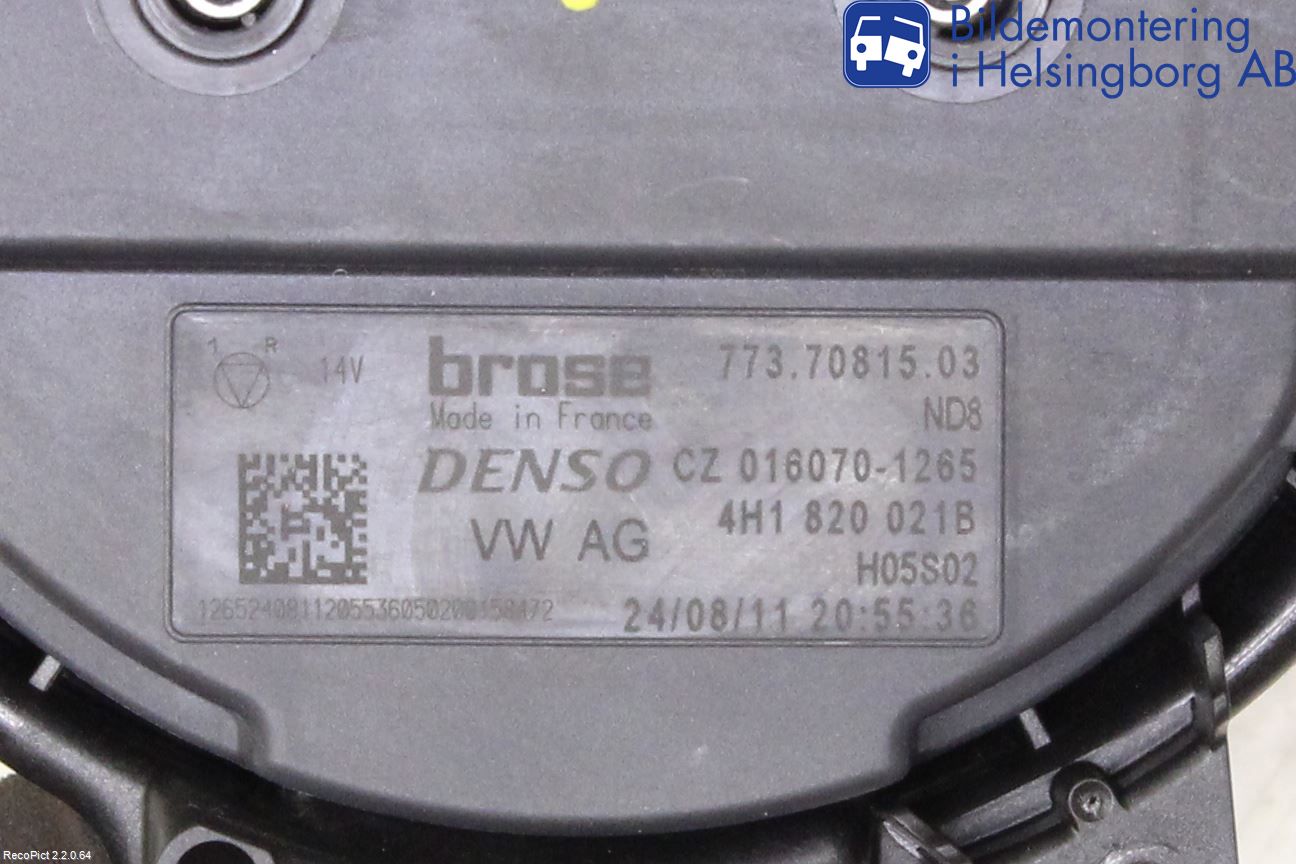 Bildemontering
i Helsingborg AB
1 R 14V
brose 773.70815.03
Made in France ND8
DENSO CZ 016070-1265
VW AG 4H1 820 021B
H05S02
1265240811205536050200158472 24/08/11 20:55:36
RecoPict 2.2.0.64